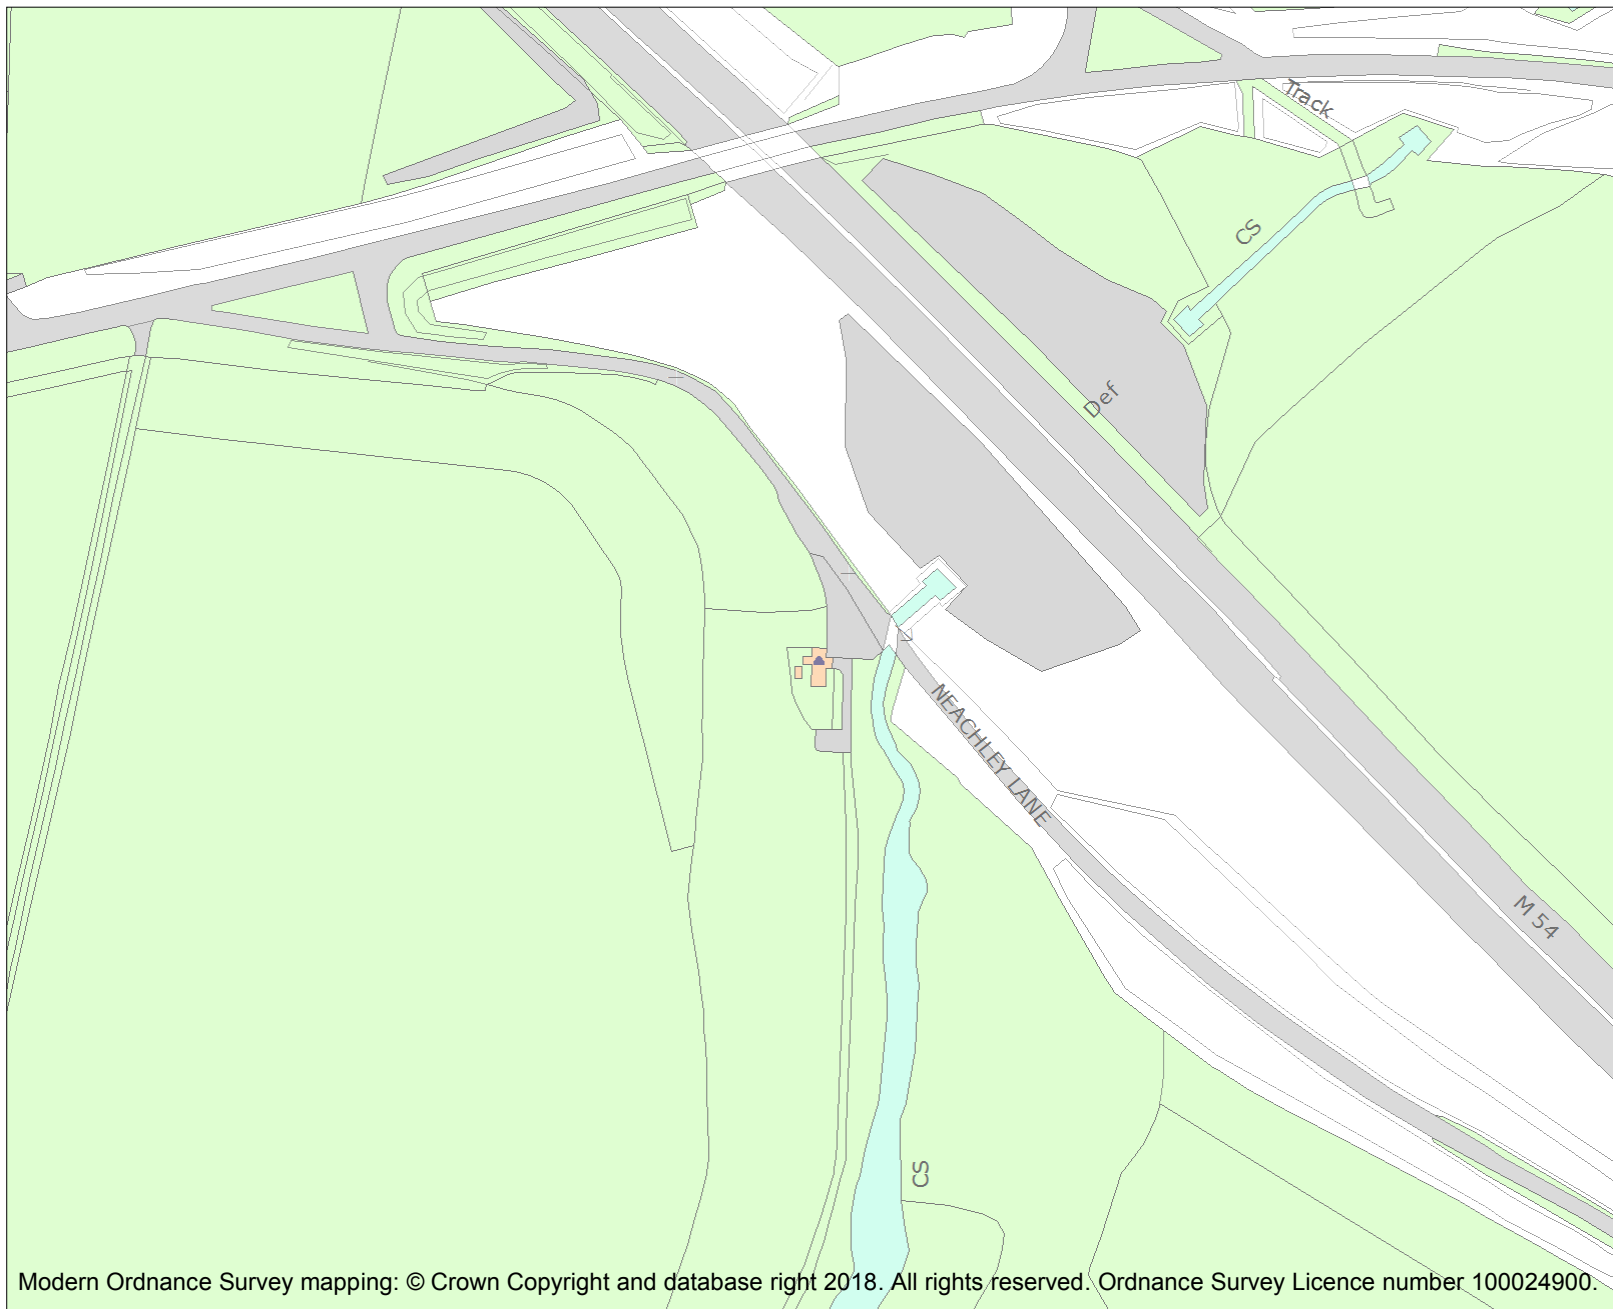 Track
CS
Def
NEACHLEY LANE
M 54
CS
Modern Ordnance Survey mapping: © Crown Copyright and database right 2018. All rights reserved. Ordnance Survey Licence number 100024900.